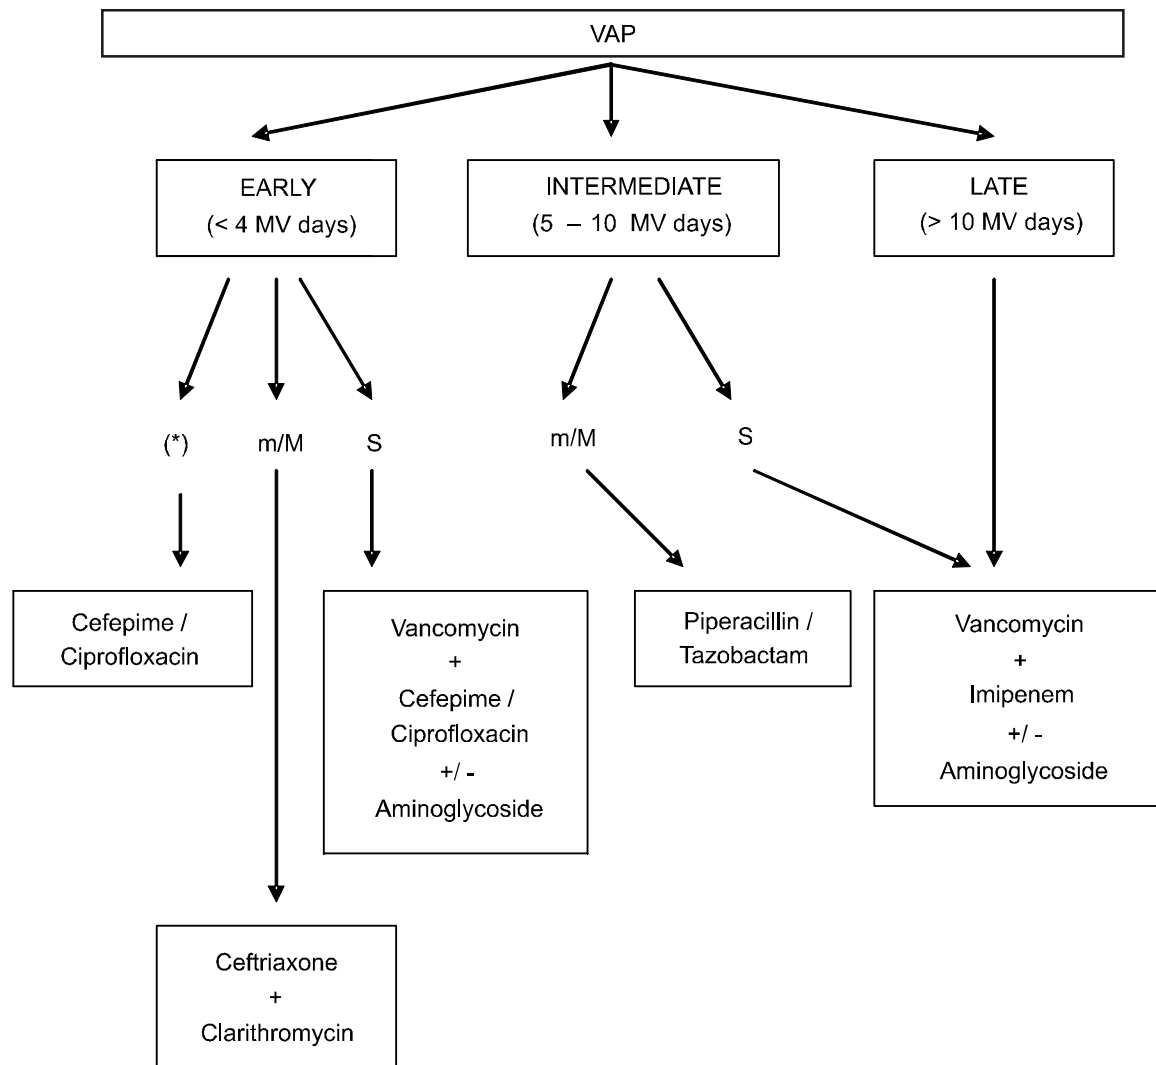 VAP
EARLY
(< 4 MV days)
INTERMEDIATE
(5 – 10 MV days)
LATE
(> 10 MV days)
(*)
m/M
S
m/M
S
Cefepime /
Ciprofloxacin
Vancomycin
+
Cefepime /
Ciprofloxacin
+/ -
Aminoglycoside
Piperacillin /
Tazobactam
Vancomycin
+
Imipenem
+/ -
Aminoglycoside
Ceftriaxone
+
Clarithromycin